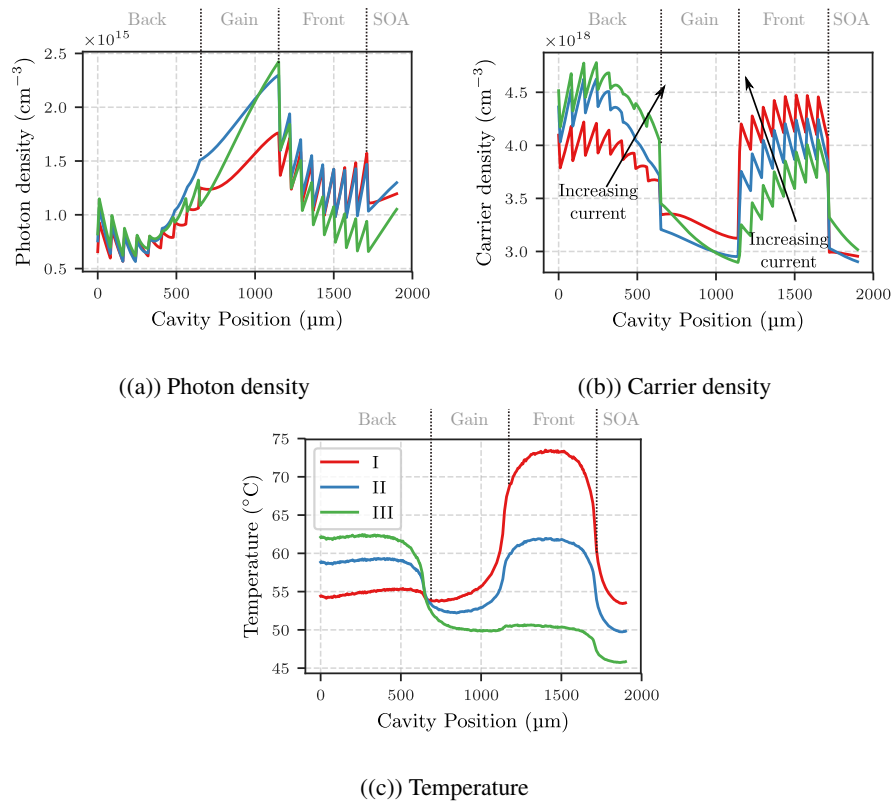 Back Gain Front SOA
×10¹⁵
Photon density (cm⁻³)
2.5
2.0
1.5
1.0
0.5
0 500 1000 1500 2000
Cavity Position (µm)
((a)) Photon density
Back Gain Front SOA
×10¹⁸
Carrier density (cm⁻³)
4.5
4.0
3.5
3.0
Increasing
current
Increasing
current
0 500 1000 1500 2000
Cavity Position (µm)
((b)) Carrier density
Back Gain Front SOA
Temperature (°C)
75
70
65
60
55
50
45
I
II
III
0 500 1000 1500 2000
Cavity Position (µm)
((c)) Temperature